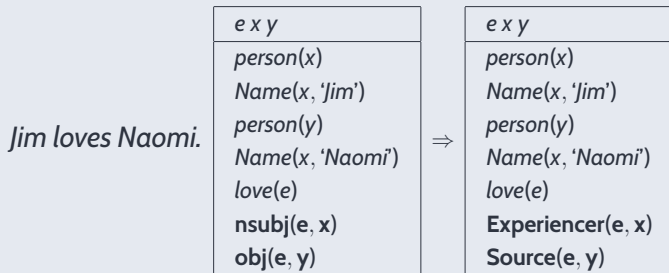 Jim loves Naomi.
e x y
person(x)
Name(x, ‘Jim’)
person(y)
Name(x, ‘Naomi’)
love(e)
nsubj(e, x)
obj(e, y)
⇒
e x y
person(x)
Name(x, ‘Jim’)
person(y)
Name(x, ‘Naomi’)
love(e)
Experiencer(e, x)
Source(e, y)